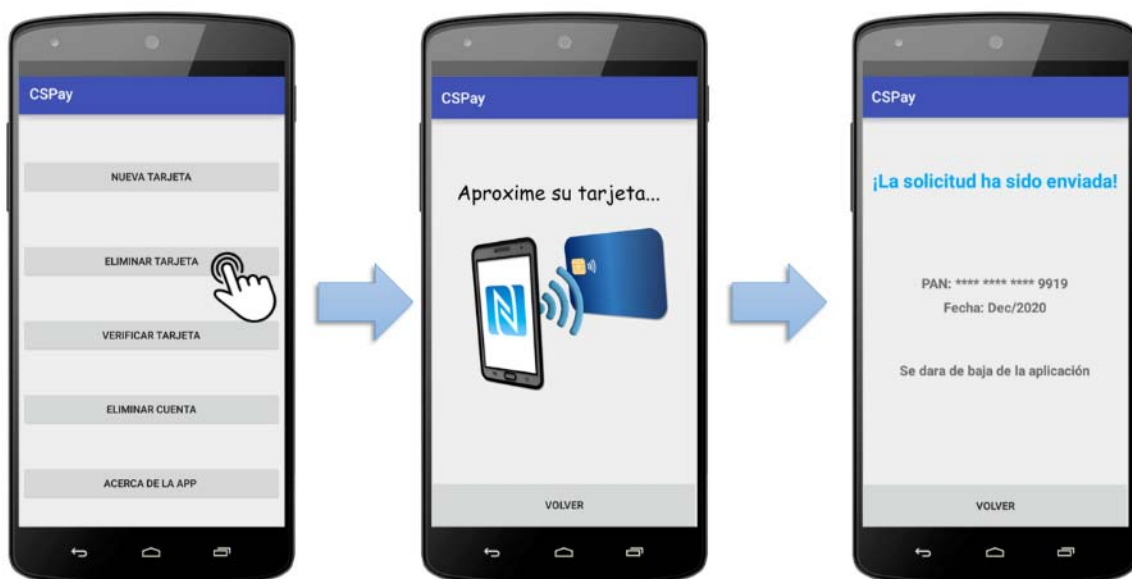 CSPay
NUEVA TARJETA
ELIMINAR TARJETA
VERIFICAR TARJETA
ELIMINAR CUENTA
ACERCA DE LA APP
CSPay
Aproxime su tarjeta...
VOLVER
CSPay
¡La solicitud ha sido enviada!
PAN: **** **** **** 9919
Fecha: Dec/2020
Se dara de baja de la aplicación
VOLVER